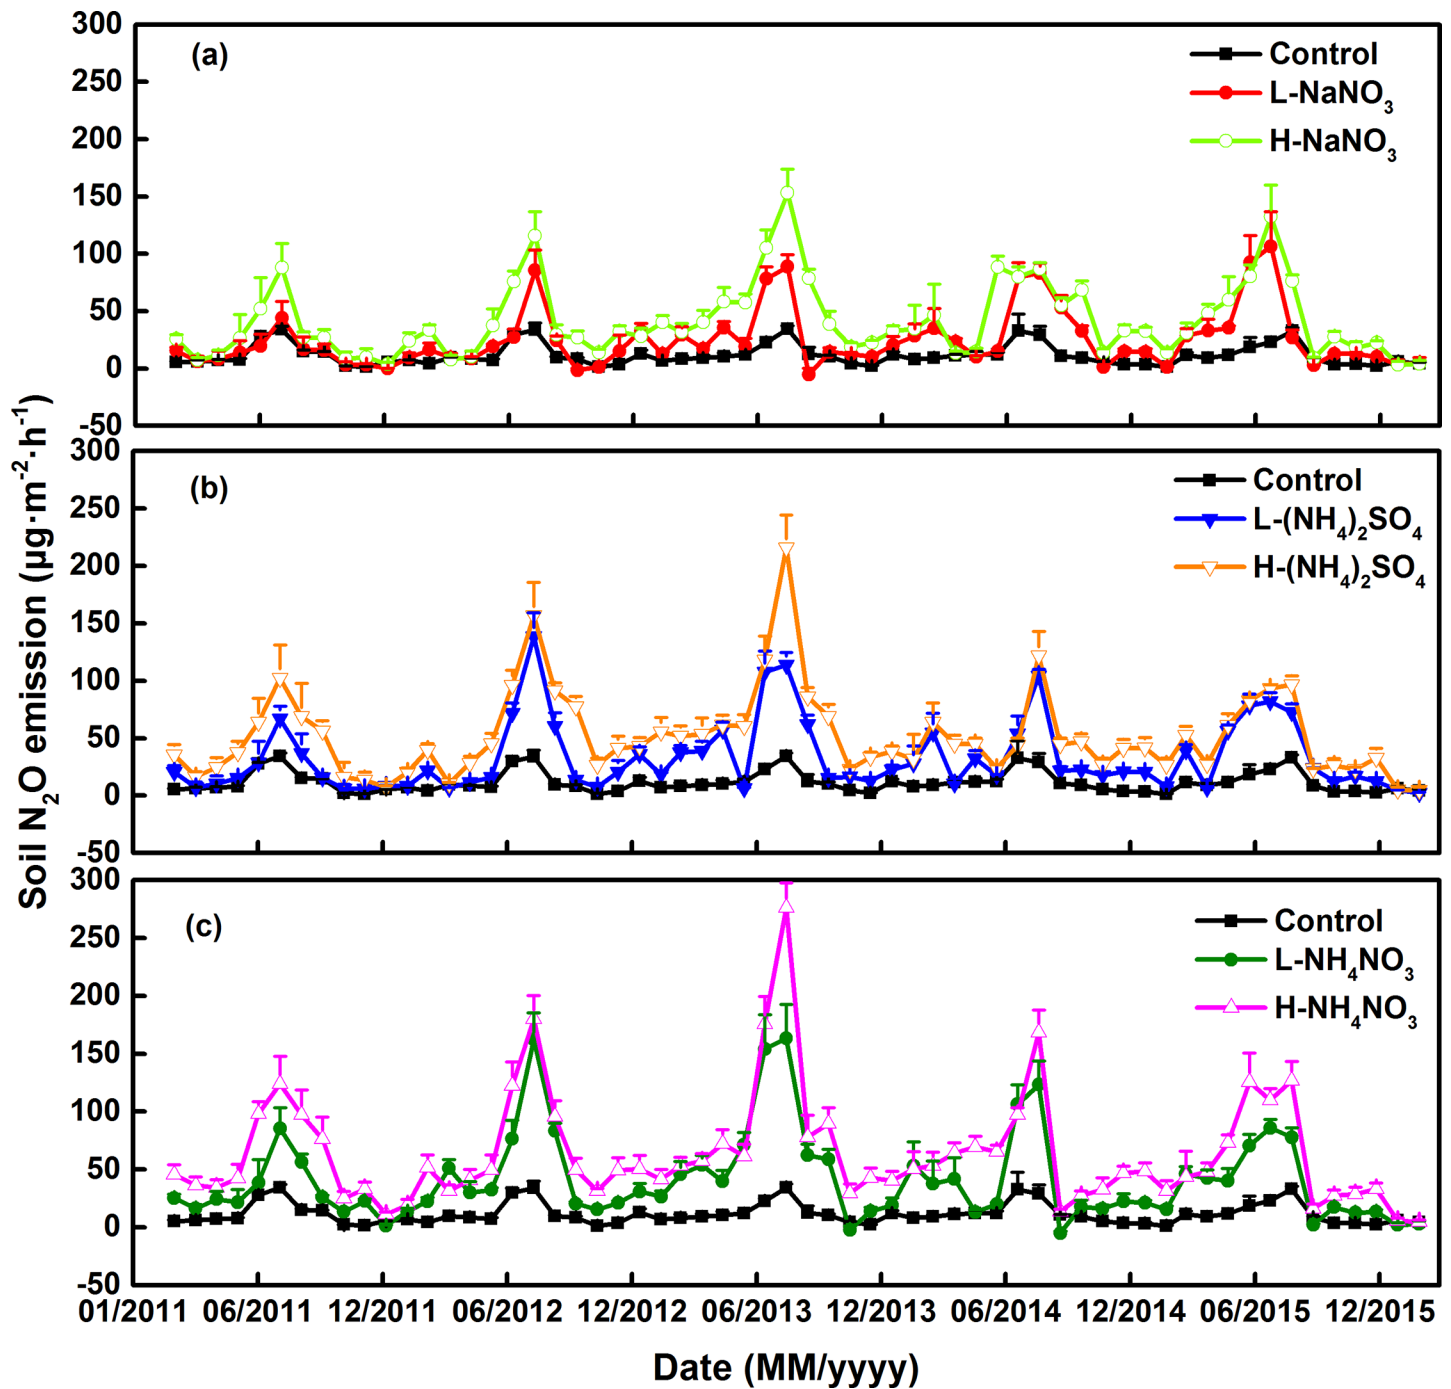 Soil N₂O emission (μg·m⁻²·h⁻¹)
300
250
200
150
100
50
0
-50
(a)
Control
L-NaNO₃
H-NaNO₃
300
250
200
150
100
50
0
-50
(b)
Control
L-(NH₄)₂SO₄
H-(NH₄)₂SO₄
300
250
200
150
100
50
0
-50
(c)
Control
L-NH₄NO₃
H-NH₄NO₃
01/2011 06/2011 12/2011 06/2012 12/2012 06/2013 12/2013 06/2014 12/2014 06/2015 12/2015
Date (MM/yyyy)